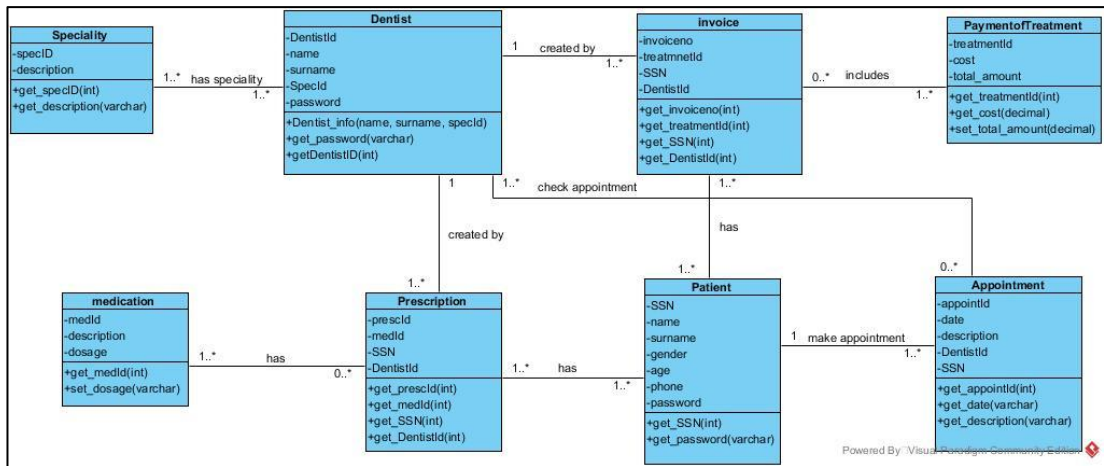 Speciality
-specID
-description
+get_specID(int)
+get_description(varchar)
1..* has speciality 1..*
Dentist
-DentistId
-name
-surname
-SpecId
-password
+Dentist_info(name, surname, specId)
+get_password(varchar)
+getDentistID(int)
1 created by 1..*
invoice
-invoiceno
-treatmnetId
-SSN
-DentistId
+get_invoiceno(int)
+get_treatmentId(int)
+get_SSN(int)
+get_DentistId(int)
0..* includes 1..*
PaymentofTreatment
-treatmentId
-cost
-total_amount
+get_treatmentId(int)
+get_cost(decimal)
+set_total_amount(decimal)
1
created by
1..*
1..* check appointment
0..*
1..*
has
1..*
medication
-medId
-description
-dosage
+get_medId(int)
+set_dosage(varchar)
1..* has 0..*
Prescription
-prescId
-medId
-SSN
-DentistId
+get_prescId(int)
+get_medId(int)
+get_SSN(int)
+get_DentistId(int)
1..* has 1..*
Patient
-SSN
-name
-surname
-gender
-age
-phone
-password
+get_SSN(int)
+get_password(varchar)
1 make appointment 1..*
Appointment
-appointId
-date
-description
-DentistId
-SSN
+get_appointId(int)
+get_date(varchar)
+get_description(varchar)
Powered By Visual Paradigm Community Edition